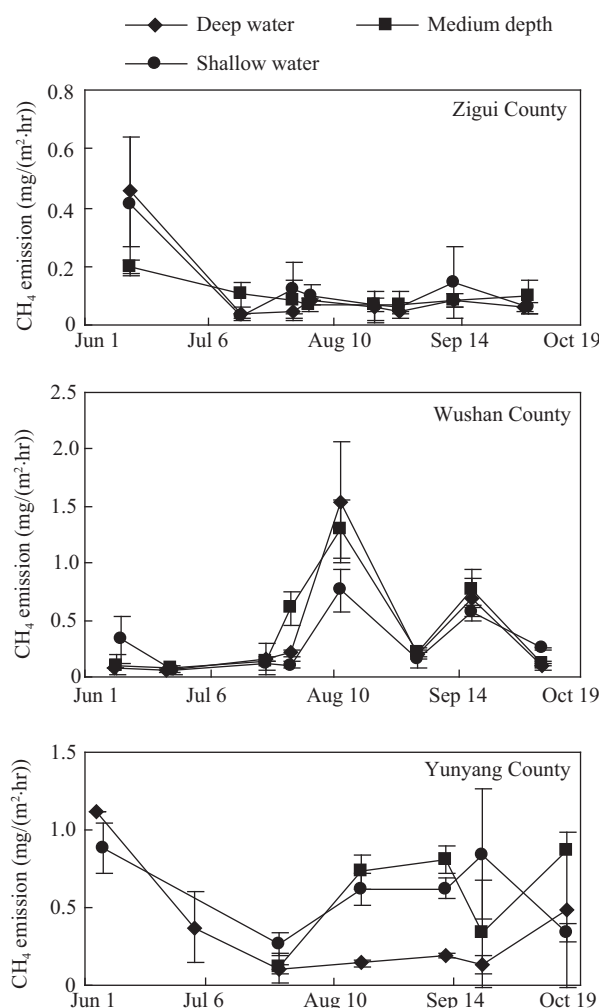 Deep water
Medium depth
Shallow water
0.8
0.6
0.4
0.2
0
CH₄ emission (mg/(m²·hr))
Zigui County
Jun 1
Jul 6
Aug 10
Sep 14
Oct 19
2.5
2.0
1.5
1.0
0.5
0.0
CH₄ emission (mg/(m²·hr))
Wushan County
Jun 1
Jul 6
Aug 10
Sep 14
Oct 19
1.5
1.0
0.5
0.0
CH₄ emission (mg/(m²·hr))
Yunyang County
Jun 1
Jul 6
Aug 10
Sep 14
Oct 19